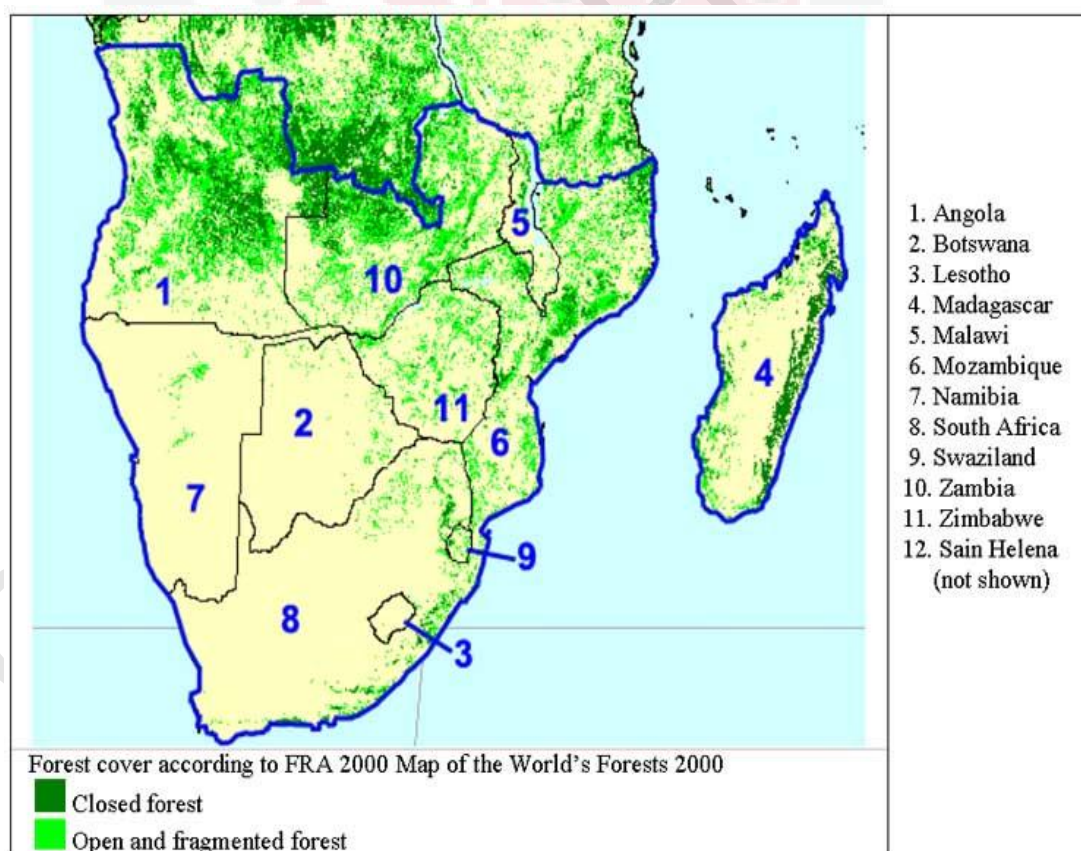 1
2
3
4
5
6
7
8
9
10
11
1. Angola
2. Botswana
3. Lesotho
4. Madagascar
5. Malawi
6. Mozambique
7. Namibia
8. South Africa
9. Swaziland
10. Zambia
11. Zimbabwe
12. Sain Helena
(not shown)
Forest cover according to FRA 2000 Map of the World’s Forests 2000
Closed forest
Open and fragmented forest